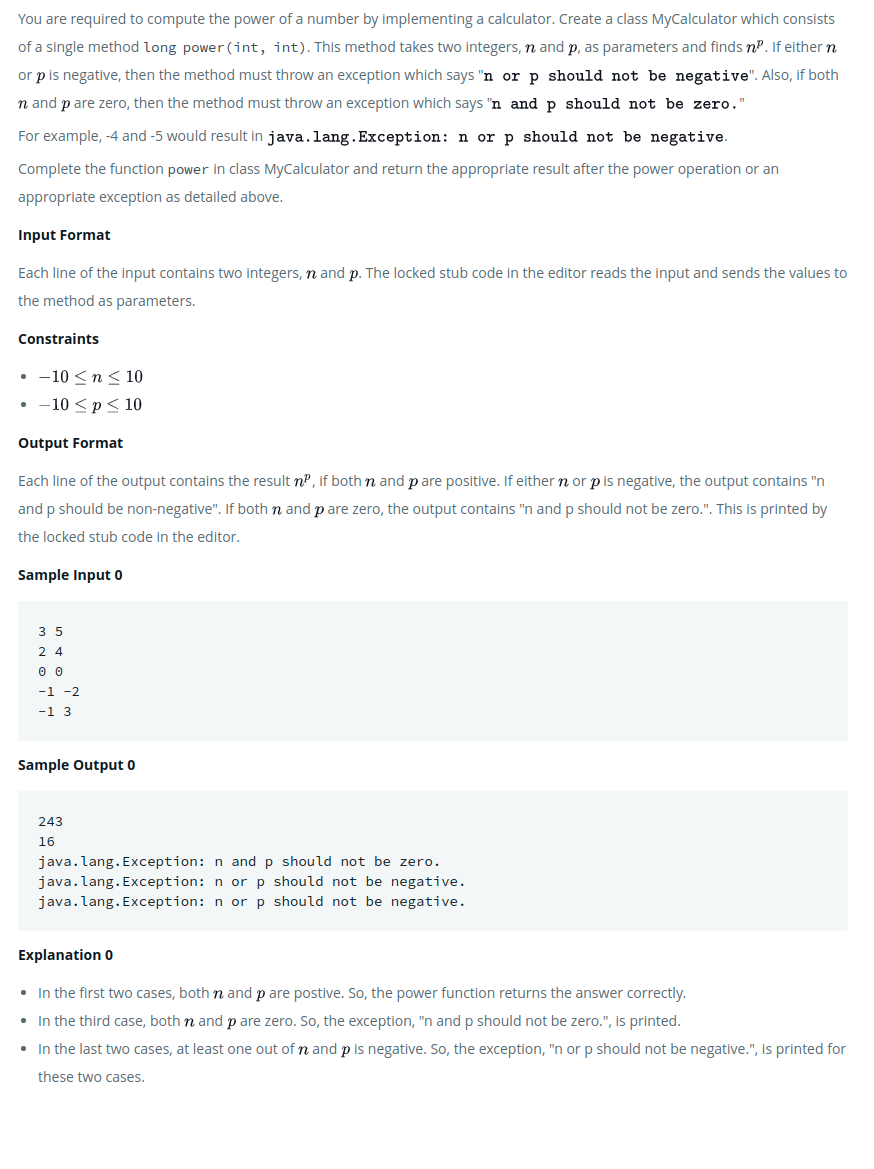 You are required to compute the power of a number by implementing a calculator. Create a class MyCalculator which consists
of a single method long power(int, int). This method takes two integers, n and p, as parameters and finds nᵖ. If either n
or p is negative, then the method must throw an exception which says "n or p should not be negative". Also, if both
n and p are zero, then the method must throw an exception which says "n and p should not be zero."
For example, -4 and -5 would result in java.lang.Exception: n or p should not be negative.
Complete the function power in class MyCalculator and return the appropriate result after the power operation or an
appropriate exception as detailed above.
Input Format
Each line of the input contains two integers, n and p. The locked stub code in the editor reads the input and sends the values to
the method as parameters.
Constraints
• −10 ≤ n ≤ 10
• −10 ≤ p ≤ 10
Output Format
Each line of the output contains the result nᵖ, if both n and p are positive. If either n or p is negative, the output contains "n
and p should be non-negative". If both n and p are zero, the output contains "n and p should not be zero.". This is printed by
the locked stub code in the editor.
Sample Input 0
3 5
2 4
0 0
-1 -2
-1 3
Sample Output 0
243
16
java.lang.Exception: n and p should not be zero.
java.lang.Exception: n or p should not be negative.
java.lang.Exception: n or p should not be negative.
Explanation 0
• In the first two cases, both n and p are postive. So, the power function returns the answer correctly.
• In the third case, both n and p are zero. So, the exception, "n and p should not be zero.", is printed.
• In the last two cases, at least one out of n and p is negative. So, the exception, "n or p should not be negative.", is printed for
these two cases.